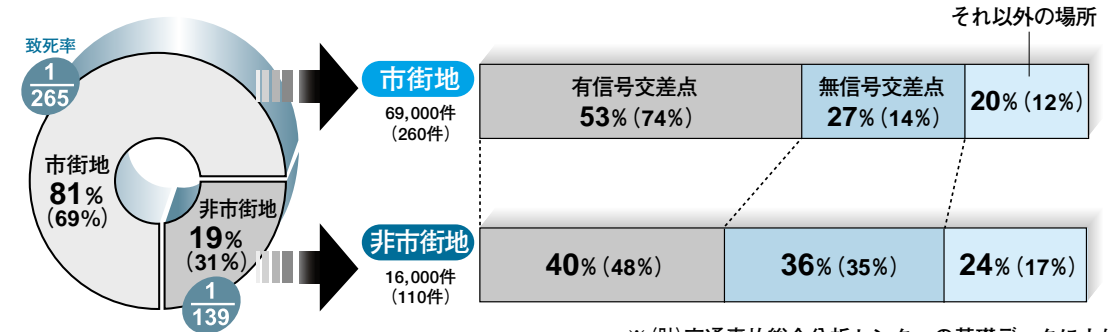 それ以外の場所
致死率
1
265
市街地
81%
(69%)
非市街地
19%
(31%)
1
139
市街地
69,000件
(260件)
有信号交差点
53%(74%)
無信号交差点
27%(14%)
20%(12%)
非市街地
16,000件
(110件)
40%(48%)
36%(35%)
24%(17%)